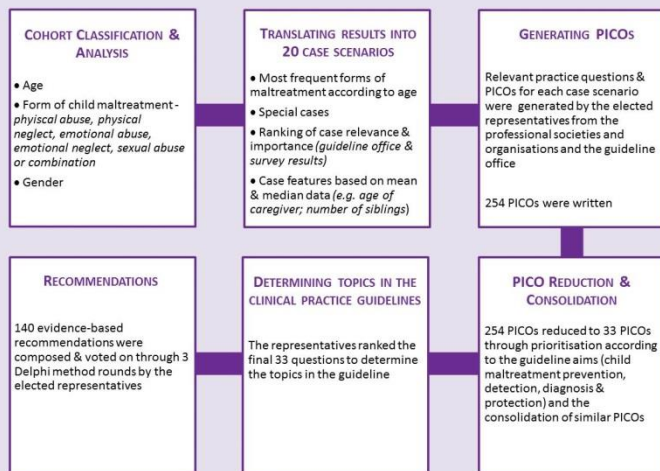 COHORT CLASSIFICATION &
ANALYSIS
• Age
• Form of child maltreatment -
phyiscal abuse, physical
neglect, emotional abuse,
emotional neglect, sexual abuse
or combination
• Gender
TRANSLATING RESULTS INTO
20 CASE SCENARIOS
• Most frequent forms of
maltreatment according to age
• Special cases
• Ranking of case relevance &
importance (guideline office &
survey results)
• Case features based on mean
& median data (e.g. age of
caregiver; number of siblings)
GENERATING PICOS
Relevant practice questions &
PICOs for each case scenario
were generated by the elected
representatives from the
professional societies and
organisations and the guideline
office
254 PICOs were written
RECOMMENDATIONS
140 evidence-based
recommendations were
composed & voted on through 3
Delphi method rounds by the
elected representatives
DETERMINING TOPICS IN THE
CLINICAL PRACTICE GUIDELINES
The representatives ranked the
final 33 questions to determine
the topics in the guideline
PICO REDUCTION &
CONSOLIDATION
254 PICOs reduced to 33 PICOs
through prioritisation according
to the guideline aims (child
maltreatment prevention,
detection, diagnosis &
protection) and the
consolidation of similar PICOs